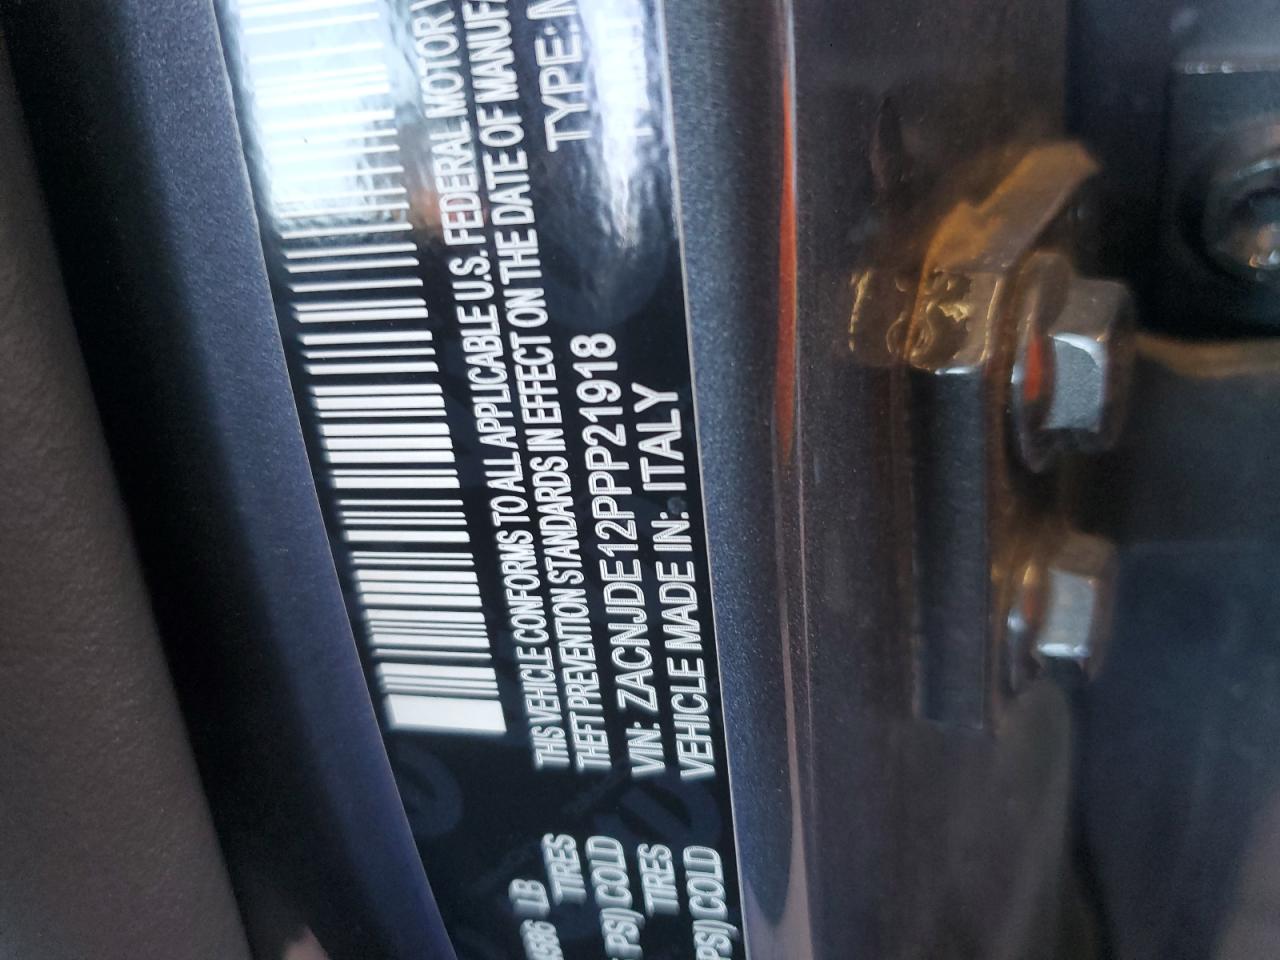 THIS VEHICLE CONFORMS TO ALL APPLICABLE U.S. FEDERAL MOTOR
THEFT PREVENTION STANDARDS IN EFFECT ON THE DATE OF MANUFA
VIN: ZACNJDE12PPP21918 TYPE:
VEHICLE MADE IN: ITALY
LB
TIRES
PSI) COLD
TIRES
PSI) COLD